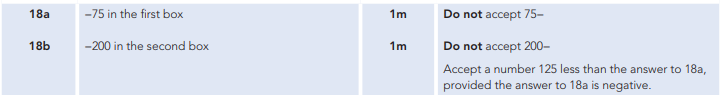 18a –75 in the first box 1m Do not accept 75–
18b –200 in the second box 1m Do not accept 200–
Accept a number 125 less than the answer to 18a,
provided the answer to 18a is negative.